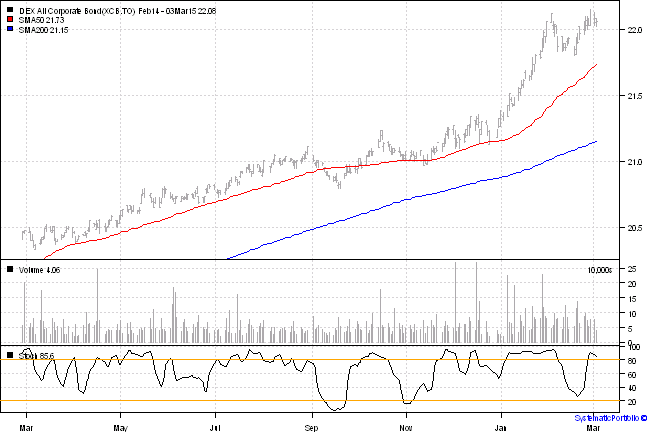 DEX All Corporate Bond(XCB.TO) Feb14 - 03Mar15 22.08
SMA50 21.73
SMA200 21.15
22.0
21.5
21.0
20.5
Volume 4.06
10,000s
25
20
15
10
5
0
Stoch 85.6
100
80
60
40
20
Mar May Jul Sep Nov Jan Mar
SystematicPortfolio ©